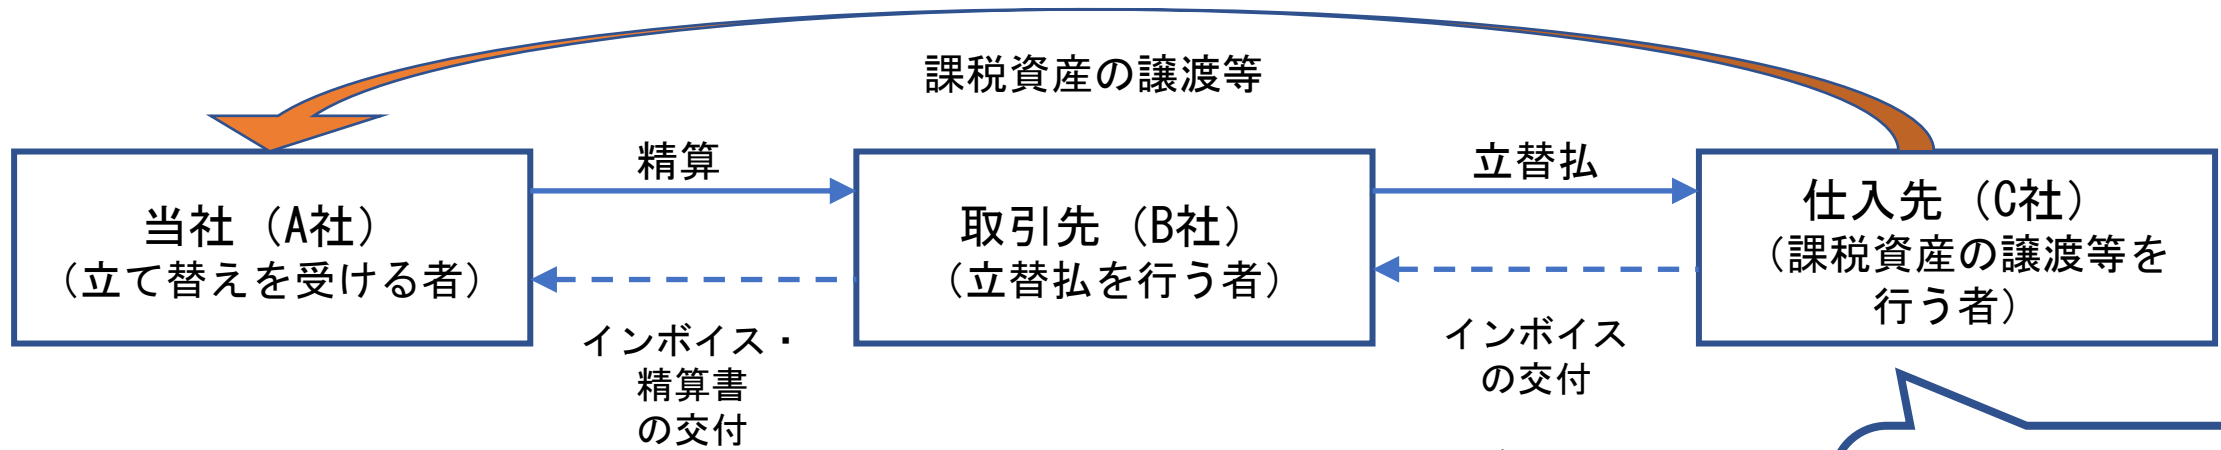 課税資産の譲渡等
精算
立替払
当社（A社）
（立て替えを受ける者）
取引先（B社）
（立替払を行う者）
仕入先（C社）
（課税資産の譲渡等を
行う者）
インボイス・
精算書
の交付
インボイス
の交付